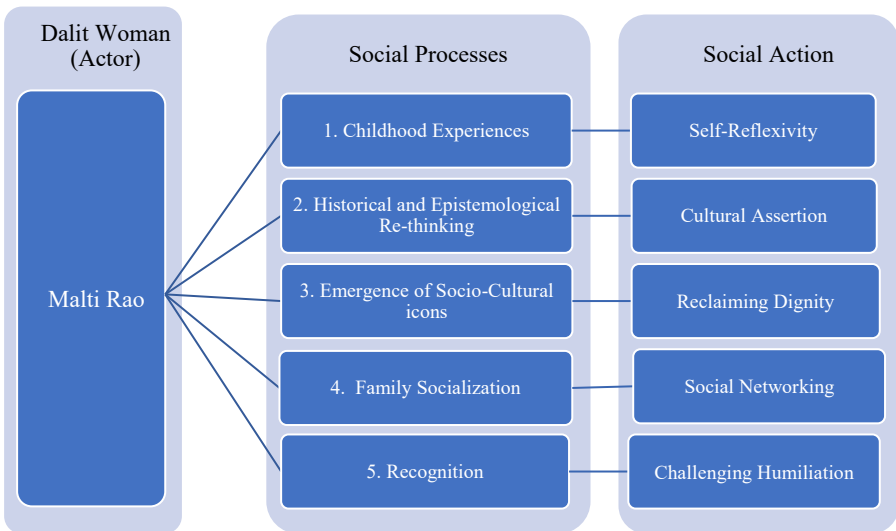 Dalit Woman
(Actor)
Malti Rao
Social Processes
1. Childhood Experiences
2. Historical and Epistemological
Re-thinking
3. Emergence of Socio-Cultural
icons
4. Family Socialization
5. Recognition
Social Action
Self-Reflexivity
Cultural Assertion
Reclaiming Dignity
Social Networking
Challenging Humiliation